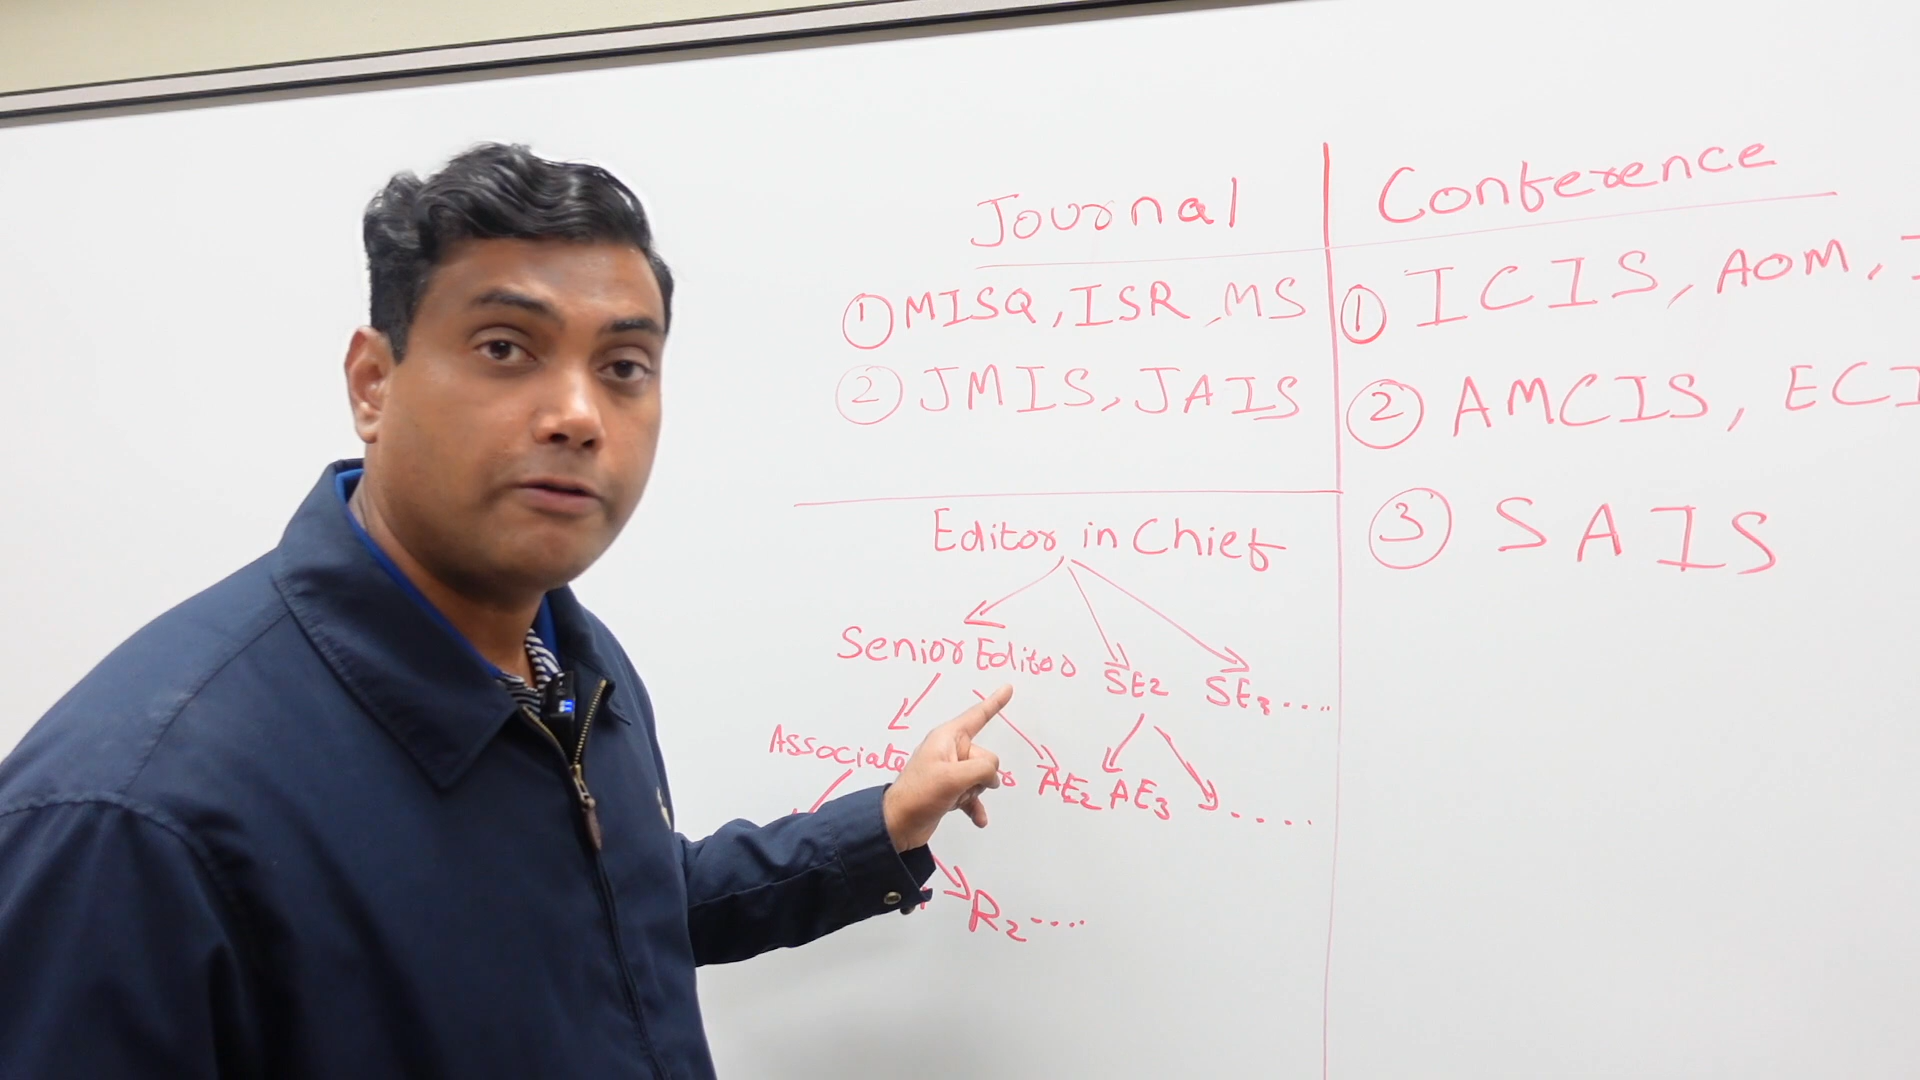 Journal
① MISQ, ISR, MS
② JMIS, JAIS
Editor in Chief
Senior Editor SE2 SE3 ....
Associate AE2 AE3 .....
R2 ....
Conference
① ICIS, AOM,
② AMCIS,
③ SAIS